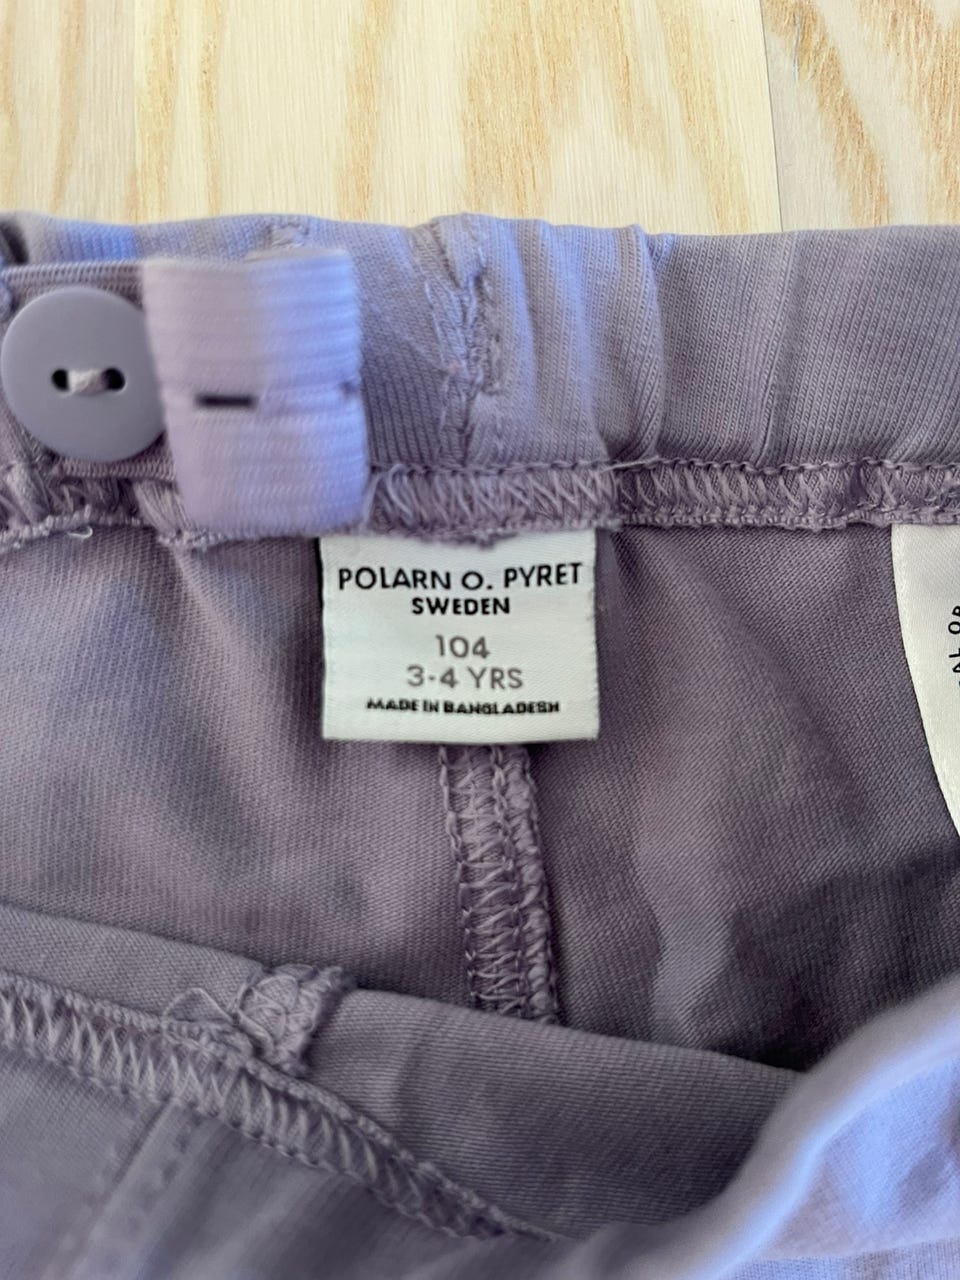 POLARN O. PYRET
SWEDEN
104
3-4 YRS
MADE IN BANGLADESH